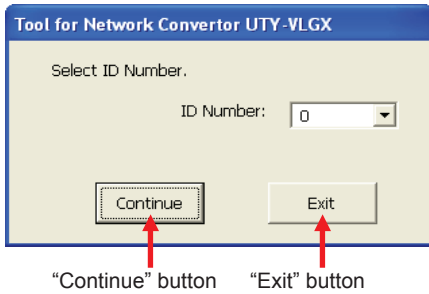 Tool for Network Convertor UTY-VLGX
Select ID Number.
ID Number: 0
Continue Exit
“Continue” button “Exit” button